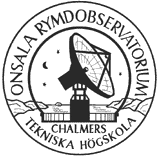 ONSALA RYMDOBSERVATORIUM
CHALMERS
TEKNISKA HÖGSKOLA